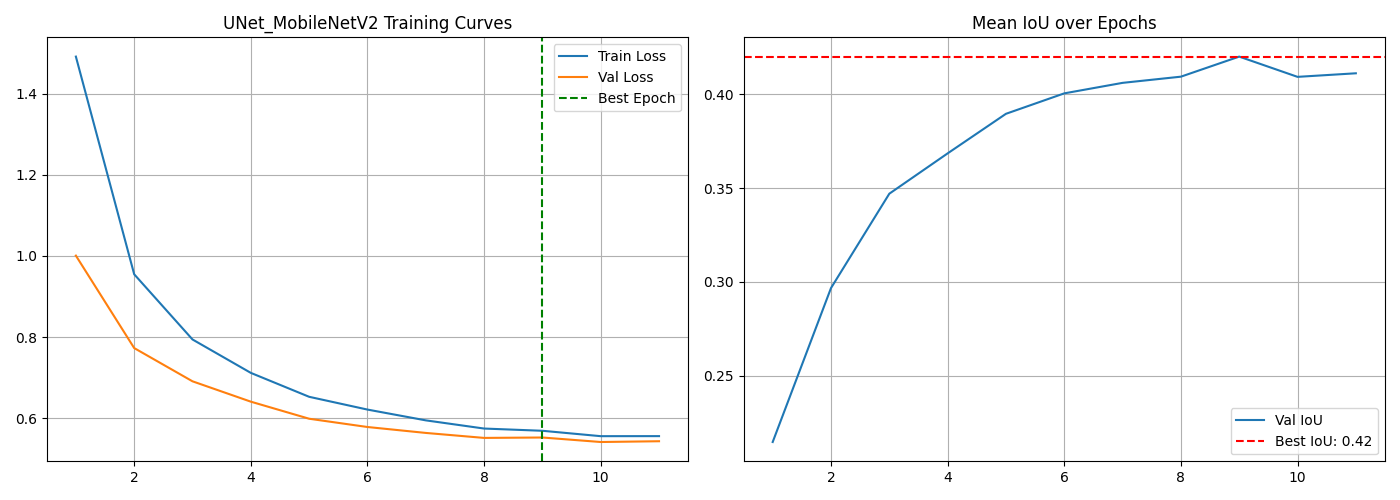 UNet_MobileNetV2 Training Curves
1.4
1.2
1.0
0.8
0.6
2
4
6
8
10
Train Loss
Val Loss
Best Epoch
Mean IoU over Epochs
0.40
0.35
0.30
0.25
2
4
6
8
10
Val IoU
Best IoU: 0.42